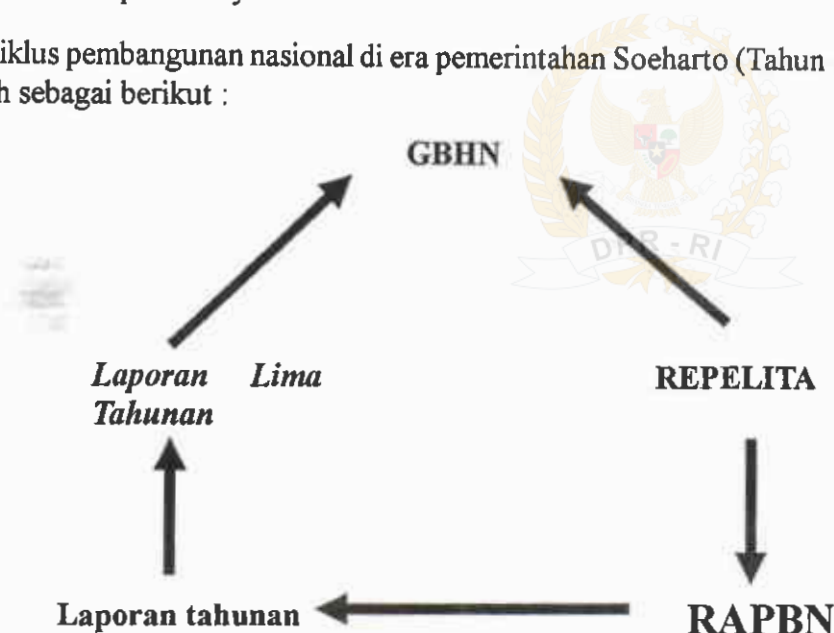 iklus pembangunan nasional di era pemerintahan Soeharto (Tahun
h sebagai berikut :
GBHN
DPR - RI
Laporan Lima
Tahunan
REPELITA
Laporan tahunan
RAPBN